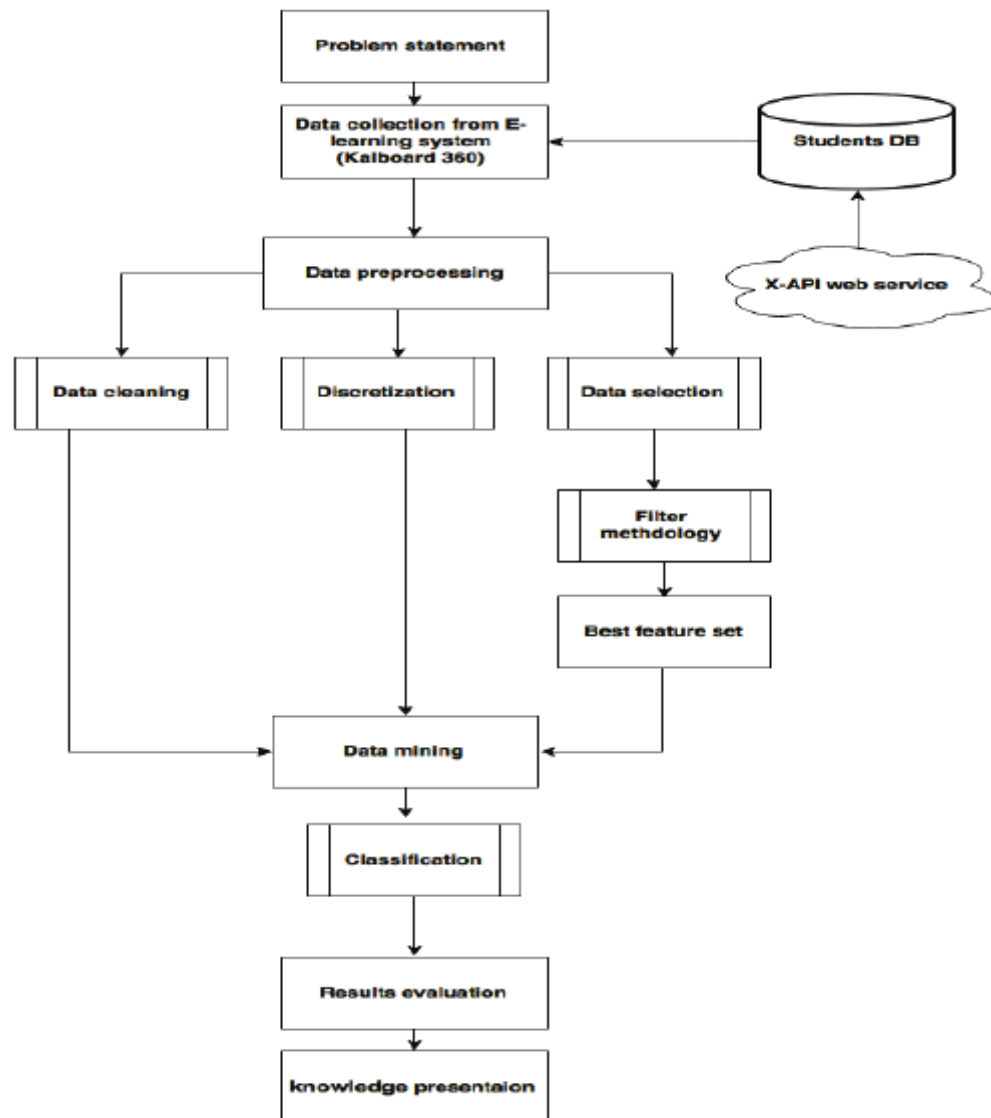 Problem statement
Data collection from E-
learning system
(Kalboard 360)
Students DB
X-API web service
Data preprocessing
Data cleaning
Discretization
Data selection
Filter
methdology
Best feature set
Data mining
Classification
Results evaluation
knowledge presentaion